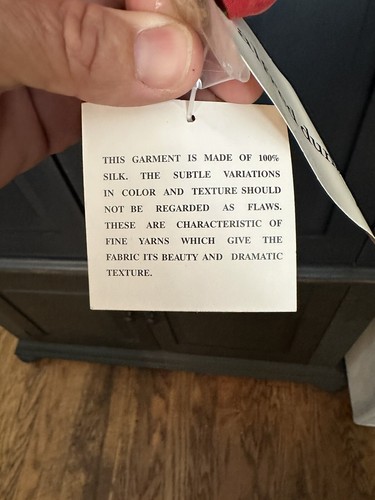 THIS GARMENT IS MADE OF 100%
SILK. THE SUBTLE VARIATIONS
IN COLOR AND TEXTURE SHOULD
NOT BE REGARDED AS FLAWS.
THESE ARE CHARACTERISTIC OF
FINE YARNS WHICH GIVE THE
FABRIC ITS BEAUTY AND DRAMATIC
TEXTURE.